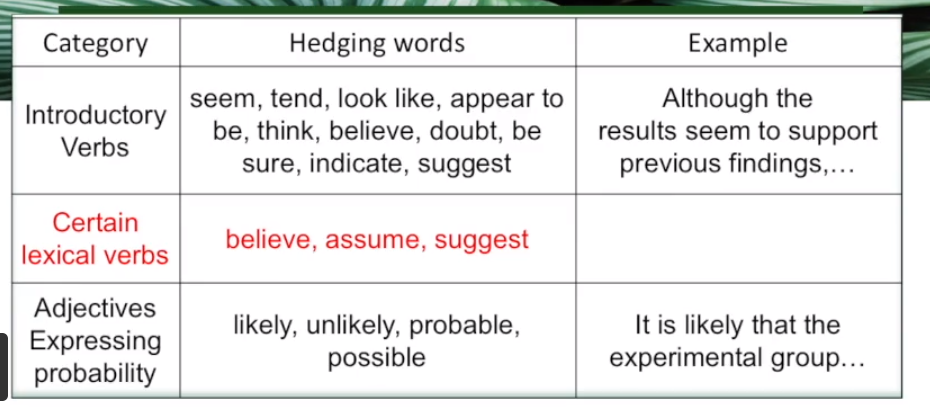 Category
Hedging words
Example
Introductory
Verbs
seem, tend, look like, appear to
be, think, believe, doubt, be
sure, indicate, suggest
Although the
results seem to support
previous findings,…
Certain
lexical verbs
believe, assume, suggest
Adjectives
Expressing
probability
likely, unlikely, probable,
possible
It is likely that the
experimental group…